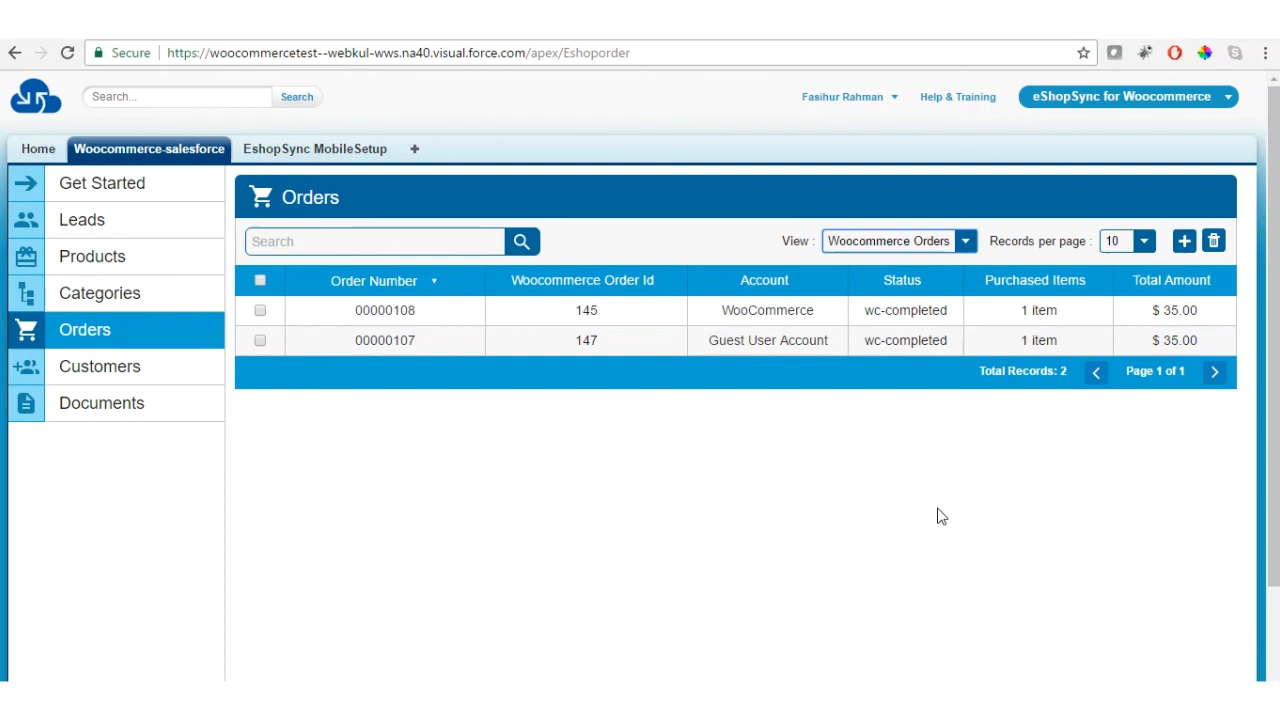 Secure https://woocommercetest--webkul-wws.na40.visual.force.com/apex/Eshoporder
Search... Search Fasihur Rahman Help & Training eShopSync for Woocommerce
Home Woocommerce-salesforce EshopSync MobileSetup
Get Started
Leads
Products
Categories
Orders
Customers
Documents
Orders
Search View : Woocommerce Orders Records per page : 10
Order Number Woocommerce Order Id Account Status Purchased Items Total Amount
00000108 145 WooCommerce wc-completed 1 item $ 35.00
00000107 147 Guest User Account wc-completed 1 item $ 35.00
Total Records: 2 Page 1 of 1